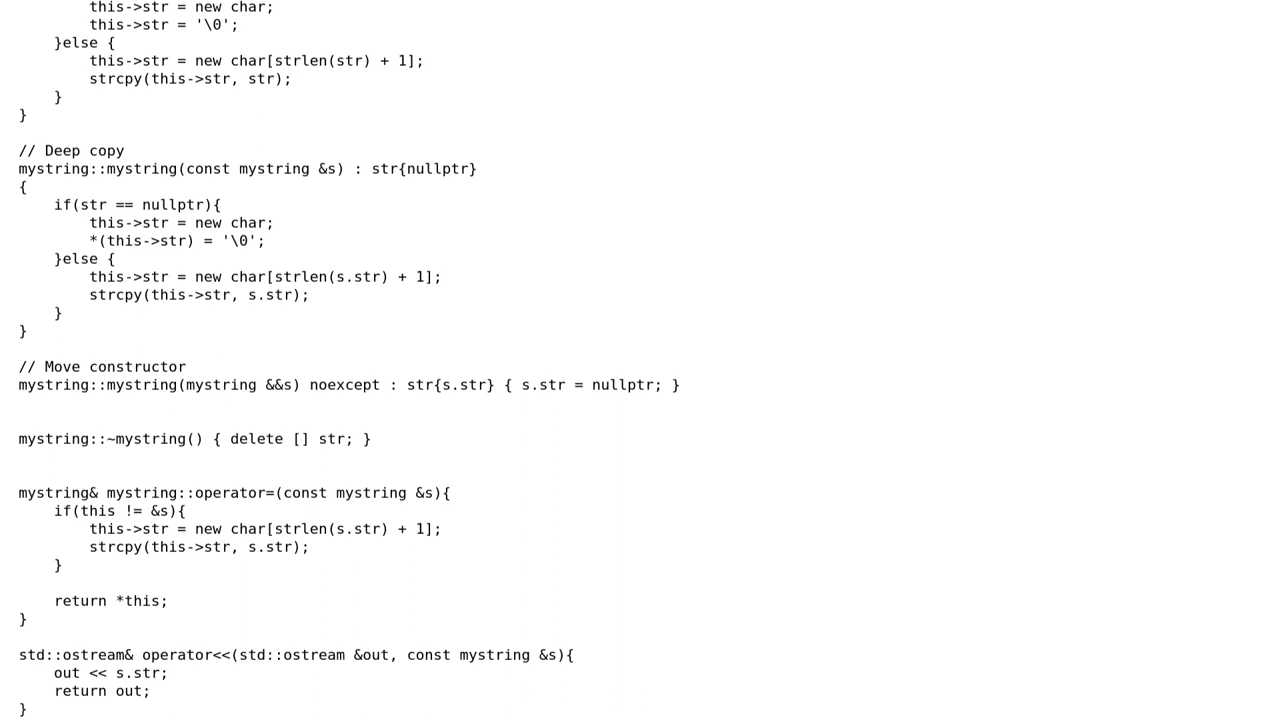 this->str = new char;
        this->str = '\0';
    }else {
        this->str = new char[strlen(str) + 1];
        strcpy(this->str, str);
    }
}

// Deep copy
mystring::mystring(const mystring &s) : str{nullptr}
{
    if(str == nullptr){
        this->str = new char;
        *(this->str) = '\0';
    }else {
        this->str = new char[strlen(s.str) + 1];
        strcpy(this->str, s.str);
    }
}

// Move constructor
mystring::mystring(mystring &&s) noexcept : str{s.str} { s.str = nullptr; }


mystring::~mystring() { delete [] str; }


mystring& mystring::operator=(const mystring &s){
    if(this != &s){
        this->str = new char[strlen(s.str) + 1];
        strcpy(this->str, s.str);
    }

    return *this;
}

std::ostream& operator<<(std::ostream &out, const mystring &s){
    out << s.str;
    return out;
}